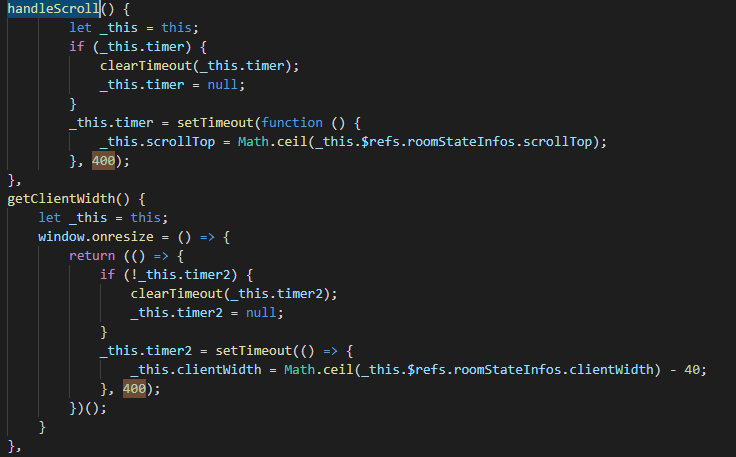 handleScroll() {
let _this = this;
if (_this.timer) {
clearTimeout(_this.timer);
_this.timer = null;
}
_this.timer = setTimeout(function () {
_this.scrollTop = Math.ceil(_this.$refs.roomStateInfos.scrollTop);
}, 400);
},
getClientWidth() {
let _this = this;
window.onresize = () => {
return (() => {
if (!_this.timer2) {
clearTimeout(_this.timer2);
_this.timer2 = null;
}
_this.timer2 = setTimeout(() => {
_this.clientWidth = Math.ceil(_this.$refs.roomStateInfos.clientWidth) - 40;
}, 400);
})();
}
},